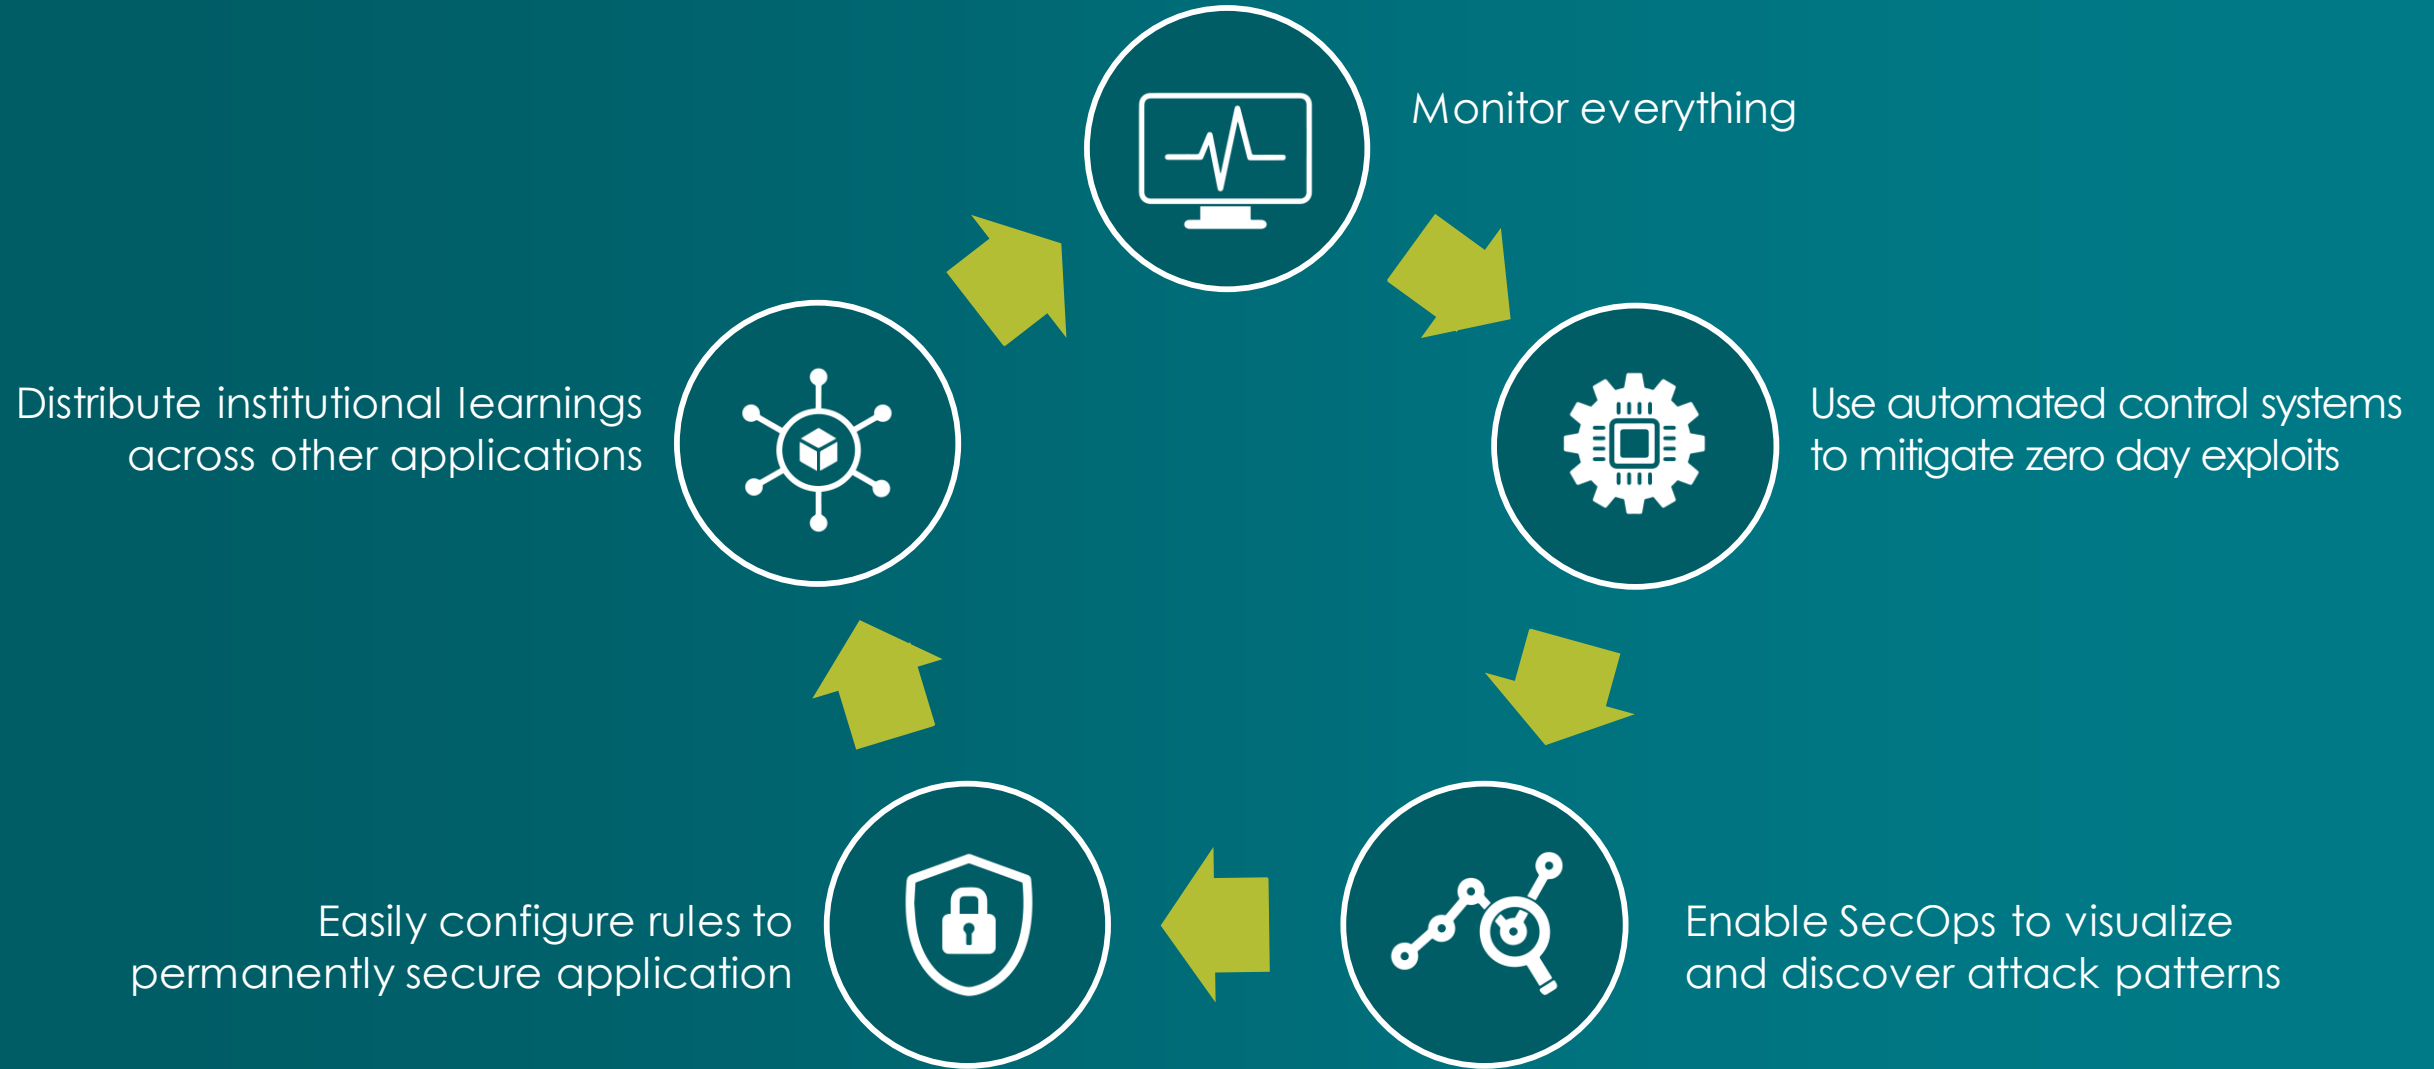 Monitor everything
Use automated control systems
to mitigate zero day exploits
Enable SecOps to visualize
and discover attack patterns
Easily configure rules to
permanently secure application
Distribute institutional learnings
across other applications